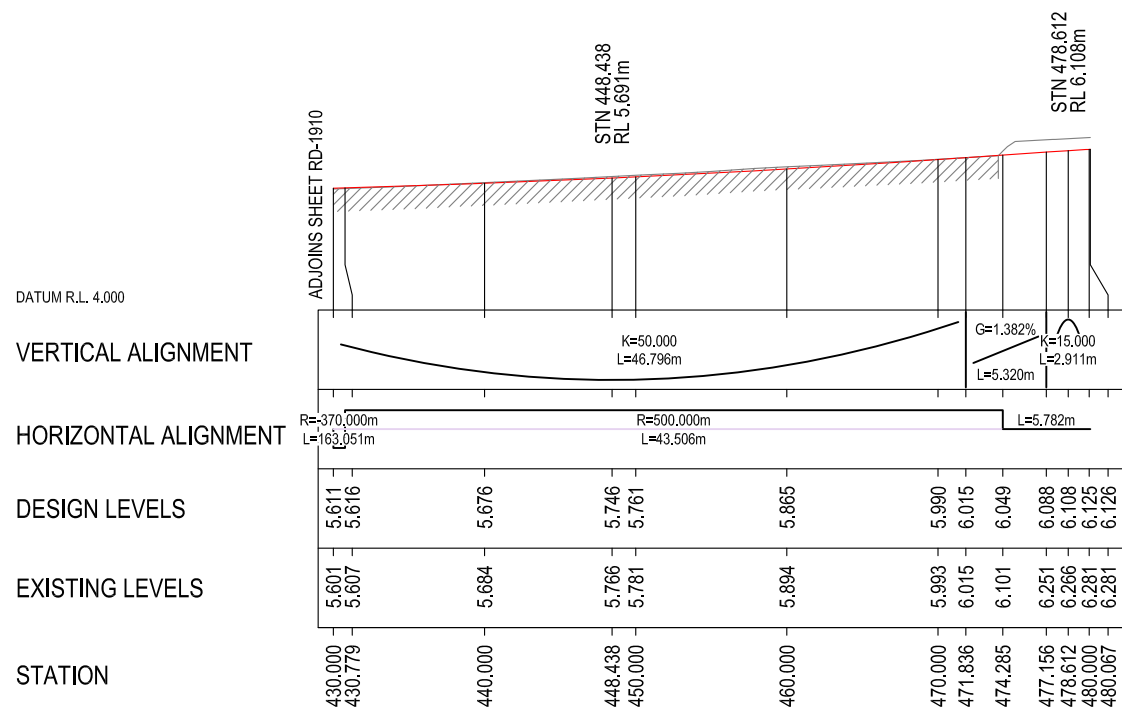 STN 448.438
RL 5.691m
STN 478.612
RL 6.108m
ADJOINS SHEET RD-1910
DATUM R.L. 4.000
VERTICAL ALIGNMENT
K=50.000
L=46.796m
G=1.382%
L=5.320m
K=15.000
L=2.911m
HORIZONTAL ALIGNMENT
R=-370.000m
L=163.051m
R=500.000m
L=43.506m
L=5.782m
DESIGN LEVELS
5.611
5.616
5.676
5.746
5.761
5.865
5.990
6.015
6.049
6.088
6.108
6.125
6.126
EXISTING LEVELS
5.601
5.607
5.684
5.766
5.781
5.894
5.993
6.015
6.101
6.251
6.266
6.281
6.281
STATION
430.000
430.779
440.000
448.438
450.000
460.000
470.000
471.836
474.285
477.156
478.612
480.000
480.067